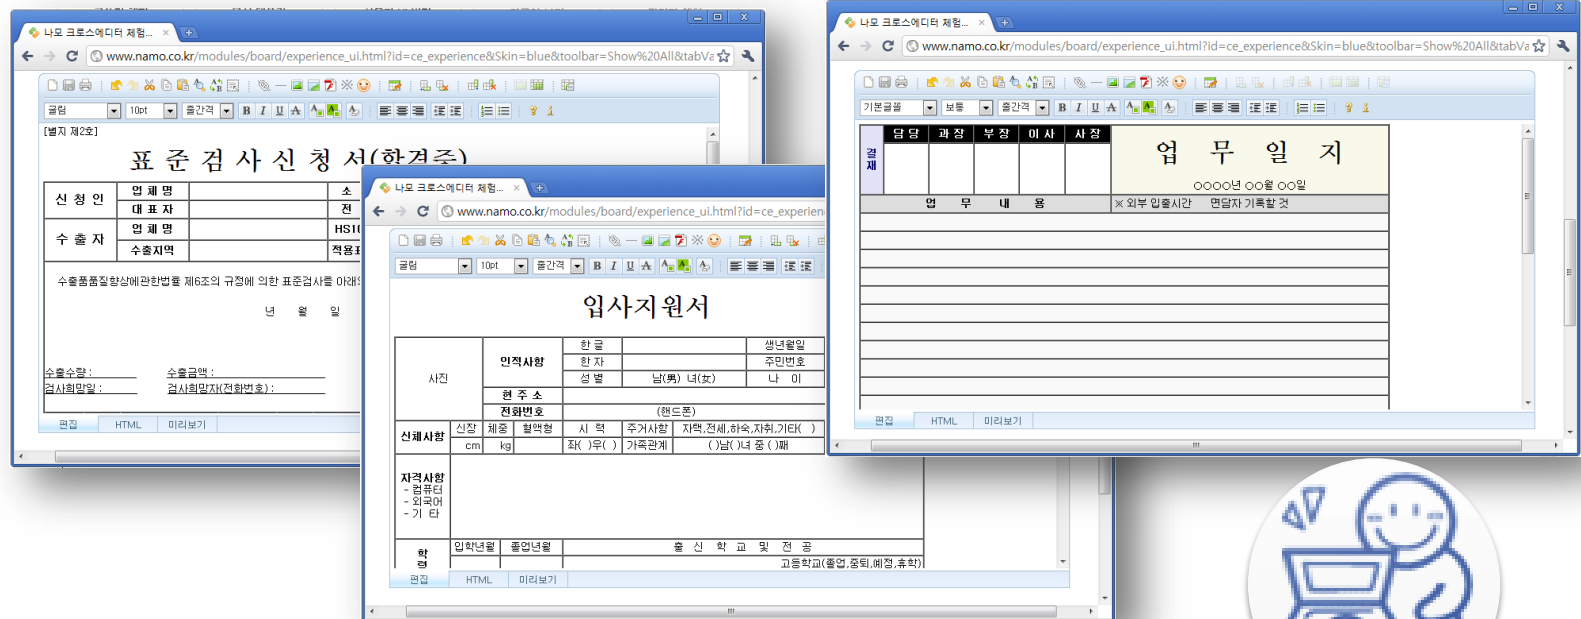 나모 크로스에디터 체험...
www.namo.co.kr/modules/board/experience_ui.html?id=ce_experience&Skin=blue&toolbar=Show%20All&tabVa
굴림 10pt 줄간격
[별지 제2호]
표 준 검 사 신 청 서(합격증)
신 청 인 업 체 명 소
대 표 자 전
수 출 자 업 체 명 HS10
수출지역 적용표
수출품품질향상에관한법률 제6조의 규정에 의한 표준검사를 아래
년 월 일
수출수량 : 수출금액 :
검사희망일 : 검사희망자(전화번호) :
편집 HTML 미리보기
나모 크로스에디터 체험...
www.namo.co.kr/modules/board/experience_ui.html?id=ce_experien
굴림 10pt 줄간격
입사지원서
사진 인적사항 한 글 생년월일
한 자 주민번호
성 별 남(男) 녀(女) 나 이
현 주 소
전화번호 (핸드폰)
신체사항 신장 체중 혈액형 시 력 주거사항 자택,전세,하숙,자취,기타( )
cm kg 좌( )우( ) 가족관계 ( )남( )녀 중 ( )째
자격사항
- 컴퓨터
- 외국어
- 기 타
학력 입학년월 졸업년월 출 신 학 교 및 전 공
고등학교(졸업,중퇴,예정,휴학)
편집 HTML 미리보기
나모 크로스에디터 체험...
www.namo.co.kr/modules/board/experience_ui.html?id=ce_experience&Skin=blue&toolbar=Show%20All&tabVa
기본글꼴 보통 줄간격
결재 담 당 과 장 부 장 이 사 사 장
업 무 일 지
○○○○년 ○○월 ○○일
업 무 내 용 ※ 외부 입출시간 면담자 기록할 것
편집 HTML 미리보기